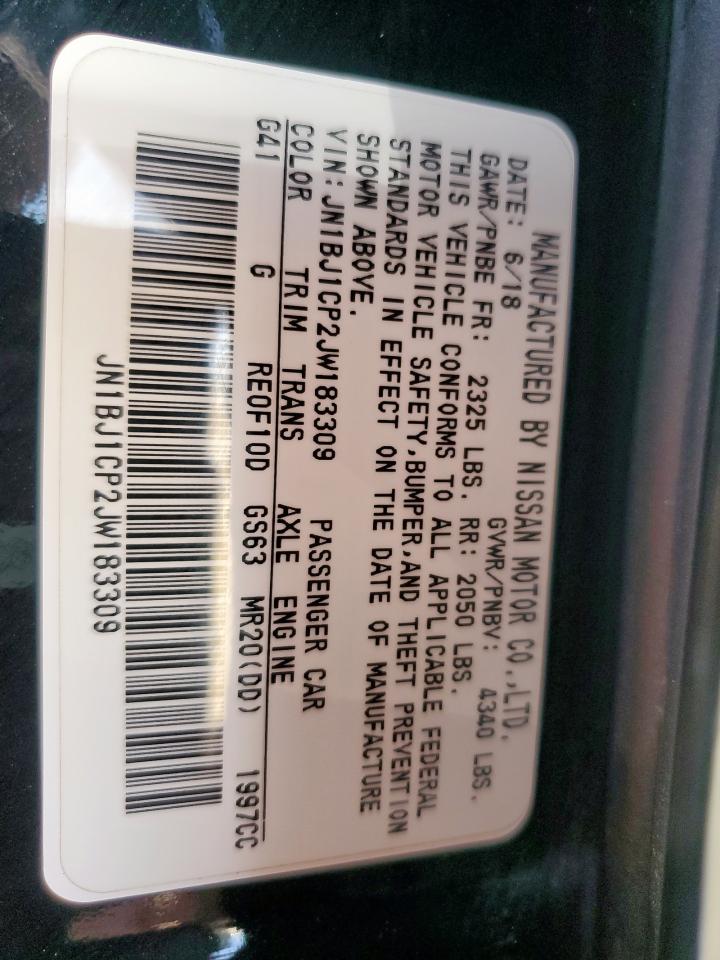 MANUFACTURED BY NISSAN MOTOR CO.,LTD.
DATE: 6/18 GVWR/PNBV: 4340 LBS.
GAWR/PNBE FR: 2325 LBS. RR: 2050 LBS.
THIS VEHICLE CONFORMS TO ALL APPLICABLE FEDERAL
MOTOR VEHICLE SAFETY,BUMPER,AND THEFT PREVENTION
STANDARDS IN EFFECT ON THE DATE OF MANUFACTURE
SHOWN ABOVE.
VIN:JN1BJ1CP2JW183309 PASSENGER CAR
COLOR TRIM TRANS AXLE ENGINE
G41 G RE0F10D GS63 MR20(DD) 1997CC
JN1BJ1CP2JW183309